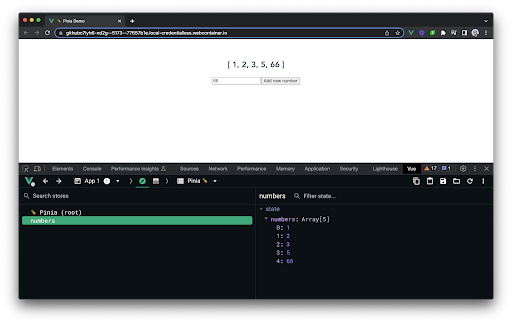 Pinia Demo
githubc7iyh6-nd2g--5173--77657b1e.local-credentialless.webcontainer.io
[ 1, 2, 3, 5, 66 ]
66 Add new number
Elements Console Performance insights Sources Network Performance Memory Application Security Lighthouse Vue 17 1
App 1 Pinia
Search stores
numbers Filter state...
Pinia (root)
state
numbers
numbers: Array[5]
0: 1
1: 2
2: 3
3: 5
4: 66